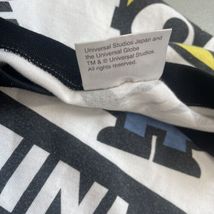 Universal Studios Japan and
the Universal Globe
TM & © Universal Studios.
All rights reserved.